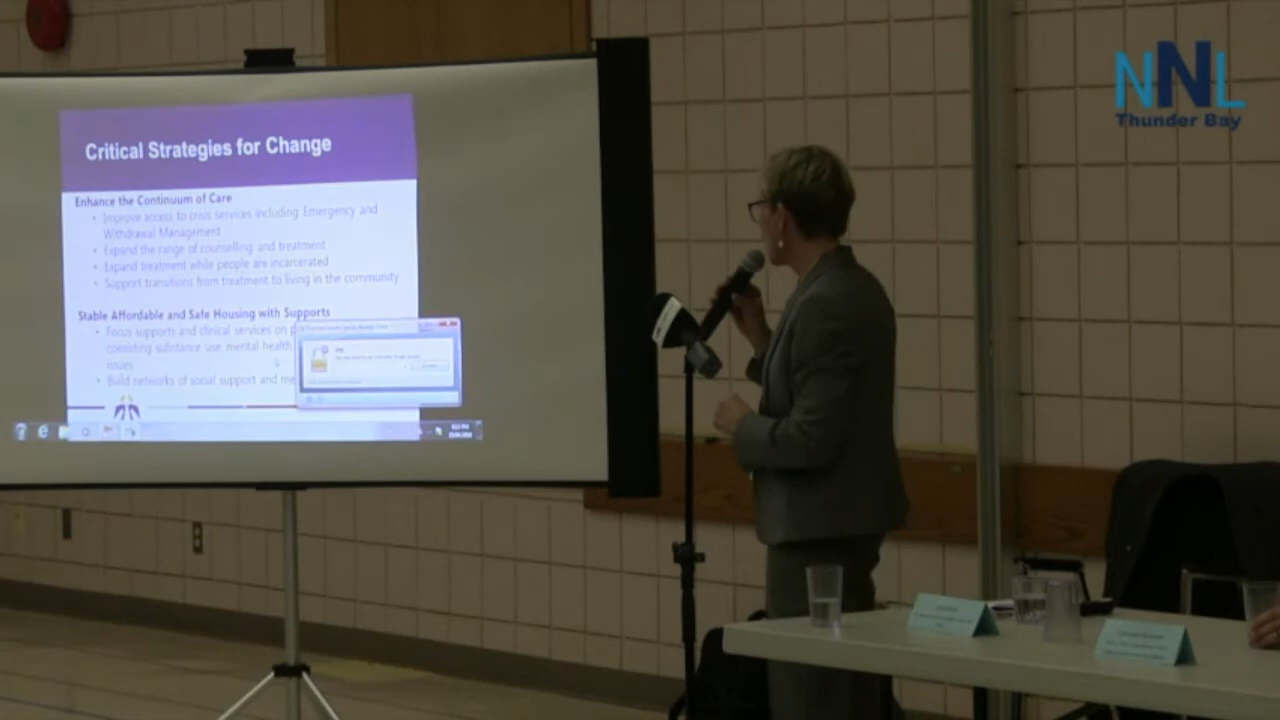 NNL
Thunder Bay
Critical Strategies for Change
Enhance the Continuum of Care
• Improve access to crisis services including Emergency and
Withdrawal Management
• Expand the range of counselling and treatment
• Expand treatment while people are incarcerated
• Support transitions from treatment to living in the community
Stable Affordable and Safe Housing with Supports
• Focus supports and clinical services on
coexisting substance use, mental health
issues
• Build networks of social support and